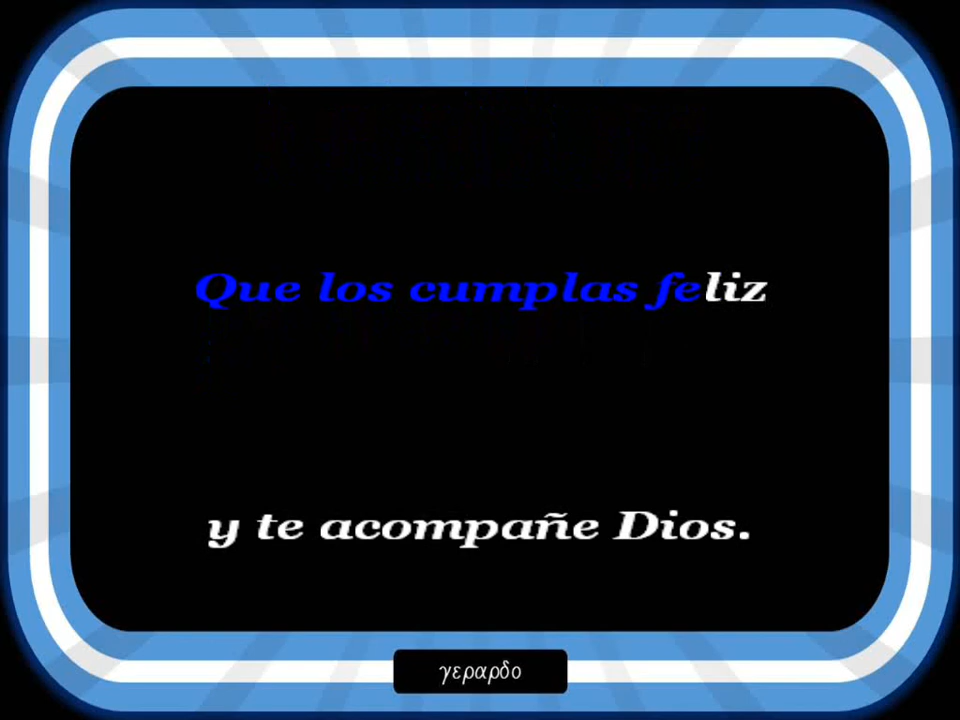 Que los cumplas feliz
y te acompañe Dios.
γεραρδο